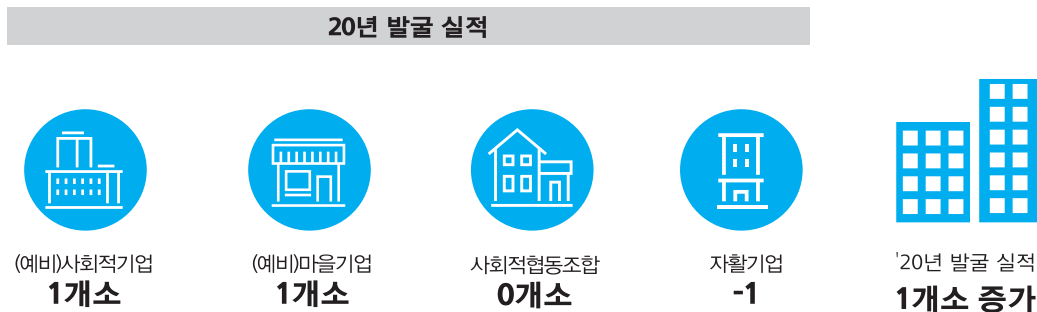 20년 발굴 실적
(예비)사회적기업
1개소
(예비)마을기업
1개소
사회적협동조합
0개소
자활기업
-1
'20년 발굴 실적
1개소 증가